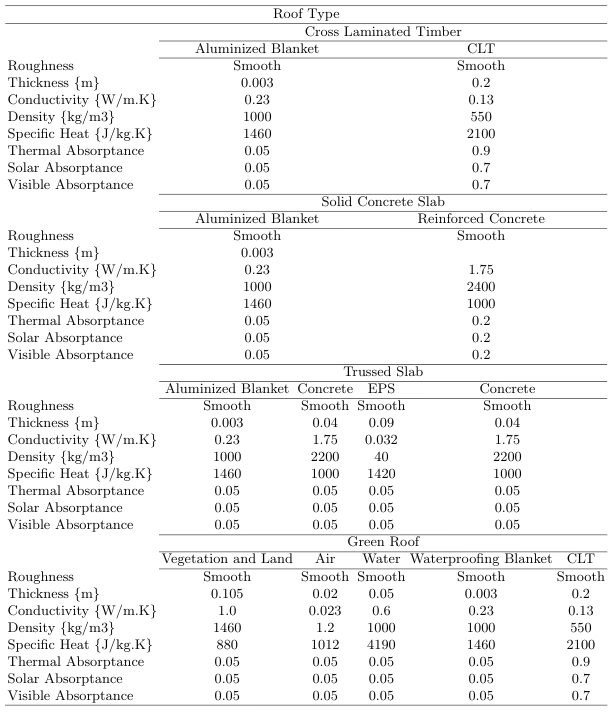 Roof Type
Cross Laminated Timber
Aluminized Blanket CLT
Roughness Smooth Smooth
Thickness {m} 0.003 0.2
Conductivity {W/m.K} 0.23 0.13
Density {kg/m3} 1000 550
Specific Heat {J/kg.K} 1460 2100
Thermal Absorptance 0.05 0.9
Solar Absorptance 0.05 0.7
Visible Absorptance 0.05 0.7
Solid Concrete Slab
Aluminized Blanket Reinforced Concrete
Roughness Smooth Smooth
Thickness {m} 0.003
Conductivity {W/m.K} 0.23 1.75
Density {kg/m3} 1000 2400
Specific Heat {J/kg.K} 1460 1000
Thermal Absorptance 0.05 0.2
Solar Absorptance 0.05 0.2
Visible Absorptance 0.05 0.2
Trussed Slab
Aluminized Blanket Concrete EPS Concrete
Roughness Smooth Smooth Smooth Smooth
Thickness {m} 0.003 0.04 0.09 0.04
Conductivity {W/m.K} 0.23 1.75 0.032 1.75
Density {kg/m3} 1000 2200 40 2200
Specific Heat {J/kg.K} 1460 1000 1420 1000
Thermal Absorptance 0.05 0.05 0.05 0.05
Solar Absorptance 0.05 0.05 0.05 0.05
Visible Absorptance 0.05 0.05 0.05 0.05
Green Roof
Vegetation and Land Air Water Waterproofing Blanket CLT
Roughness Smooth Smooth Smooth Smooth Smooth
Thickness {m} 0.105 0.02 0.05 0.003 0.2
Conductivity {W/m.K} 1.0 0.023 0.6 0.23 0.13
Density {kg/m3} 1460 1.2 1000 1000 550
Specific Heat {J/kg.K} 880 1012 4190 1460 2100
Thermal Absorptance 0.05 0.05 0.05 0.05 0.9
Solar Absorptance 0.05 0.05 0.05 0.05 0.7
Visible Absorptance 0.05 0.05 0.05 0.05 0.7